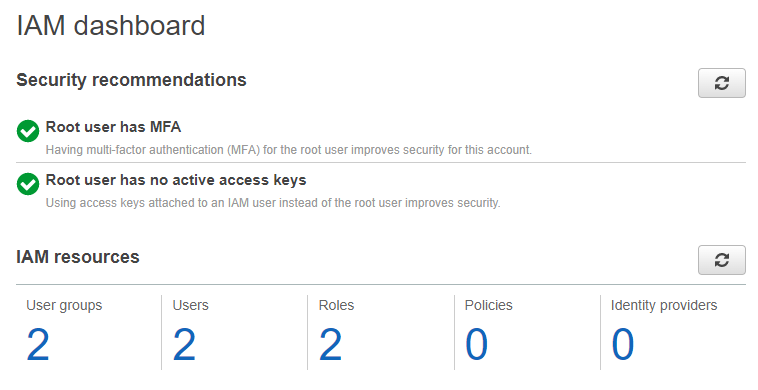 IAM dashboard
Security recommendations
Root user has MFA
Having multi-factor authentication (MFA) for the root user improves security for this account.
Root user has no active access keys
Using access keys attached to an IAM user instead of the root user improves security.
IAM resources
User groups Users Roles Policies Identity providers
2 2 2 0 0